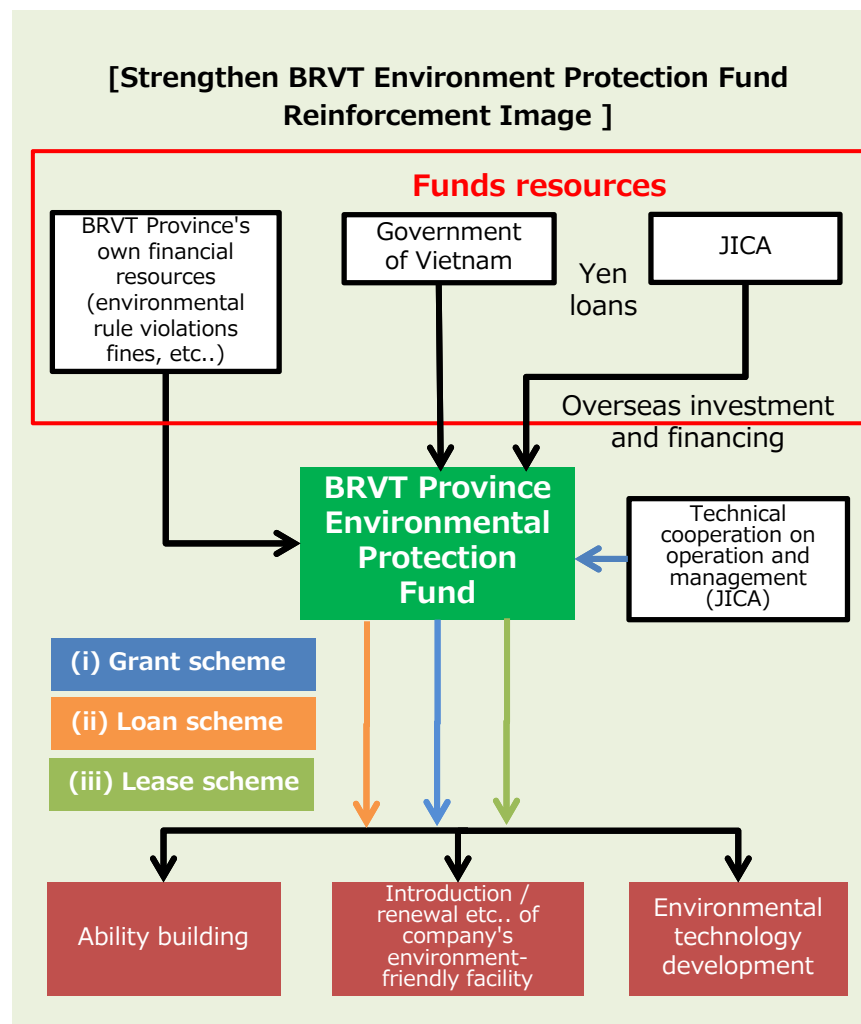 [Strengthen BRVT Environment Protection Fund
Reinforcement Image ]
Funds resources
BRVT Province's
own financial
resources
(environmental
rule violations
fines, etc..)
Government
of Vietnam
JICA
Yen
loans
Overseas investment
and financing
BRVT Province
Environmental
Protection
Fund
Technical
cooperation on
operation and
management
(JICA)
(i) Grant scheme
(ii) Loan scheme
(iii) Lease scheme
Ability building
Introduction /
renewal etc.. of
company's
environment-
friendly facility
Environmental
technology
development